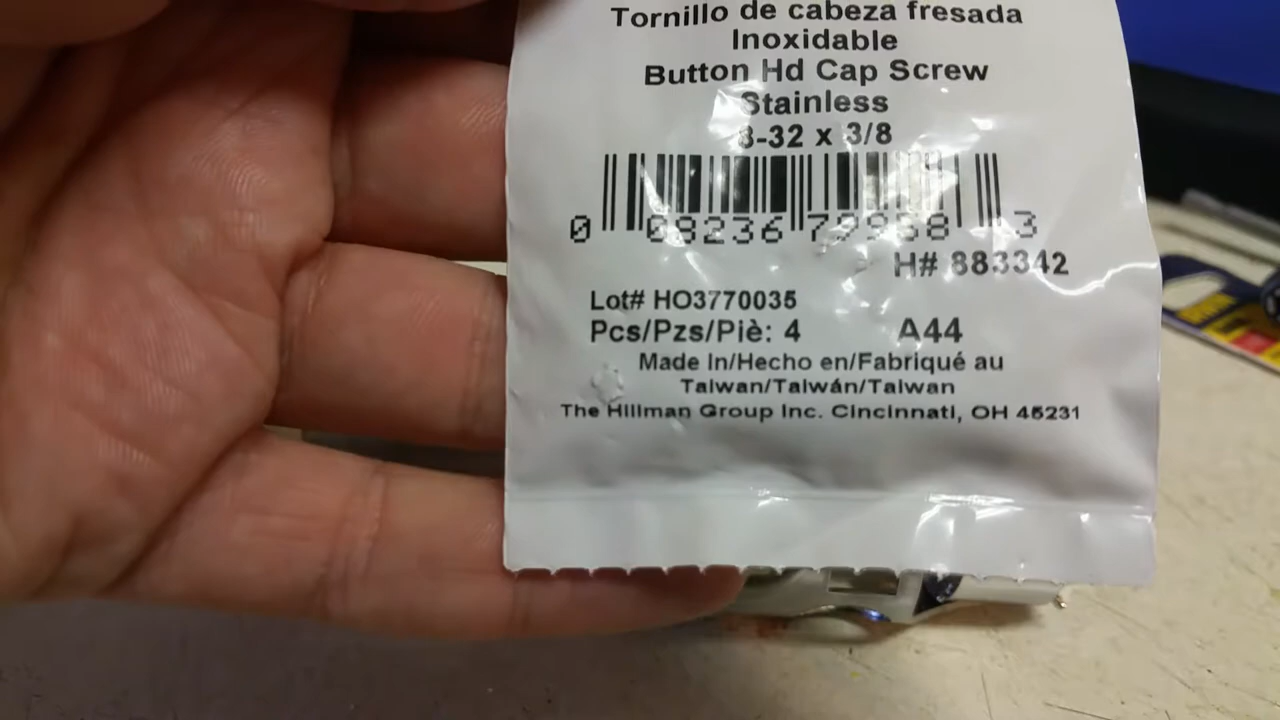 Tornillo de cabeza fresada
Inoxidable
Button Hd Cap Screw
Stainless
8-32 x 3/8
0 08236 79968 3
H# 883342
Lot# HO3770035
Pcs/Pzs/Piè: 4 A44
Made In/Hecho en/Fabriqué au
Taiwan/Taiwán/Taiwan
The Hillman Group Inc. Cincinnati, OH 45231